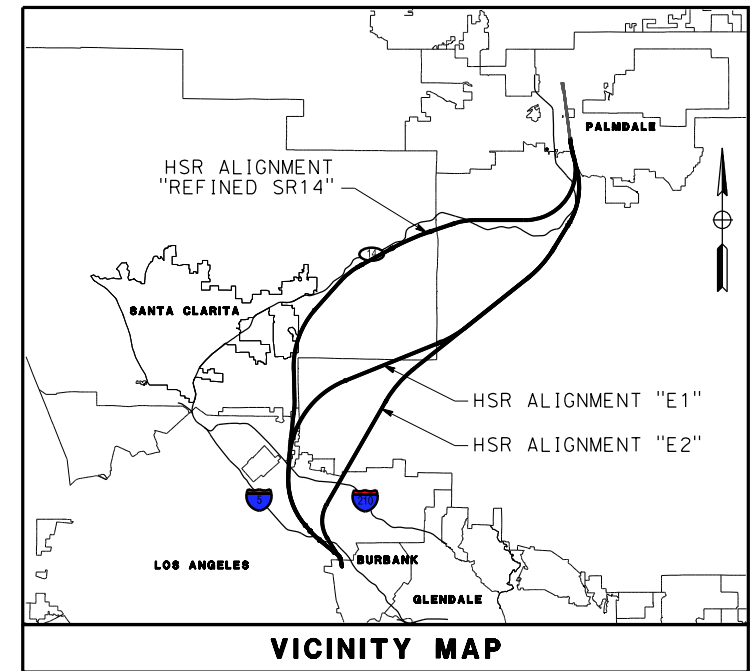 PALMDALE
HSR ALIGNMENT
"REFINED SR14"
14
SANTA CLARITA
HSR ALIGNMENT "E1"
HSR ALIGNMENT "E2"
5
210
LOS ANGELES
BURBANK
GLENDALE
VICINITY MAP